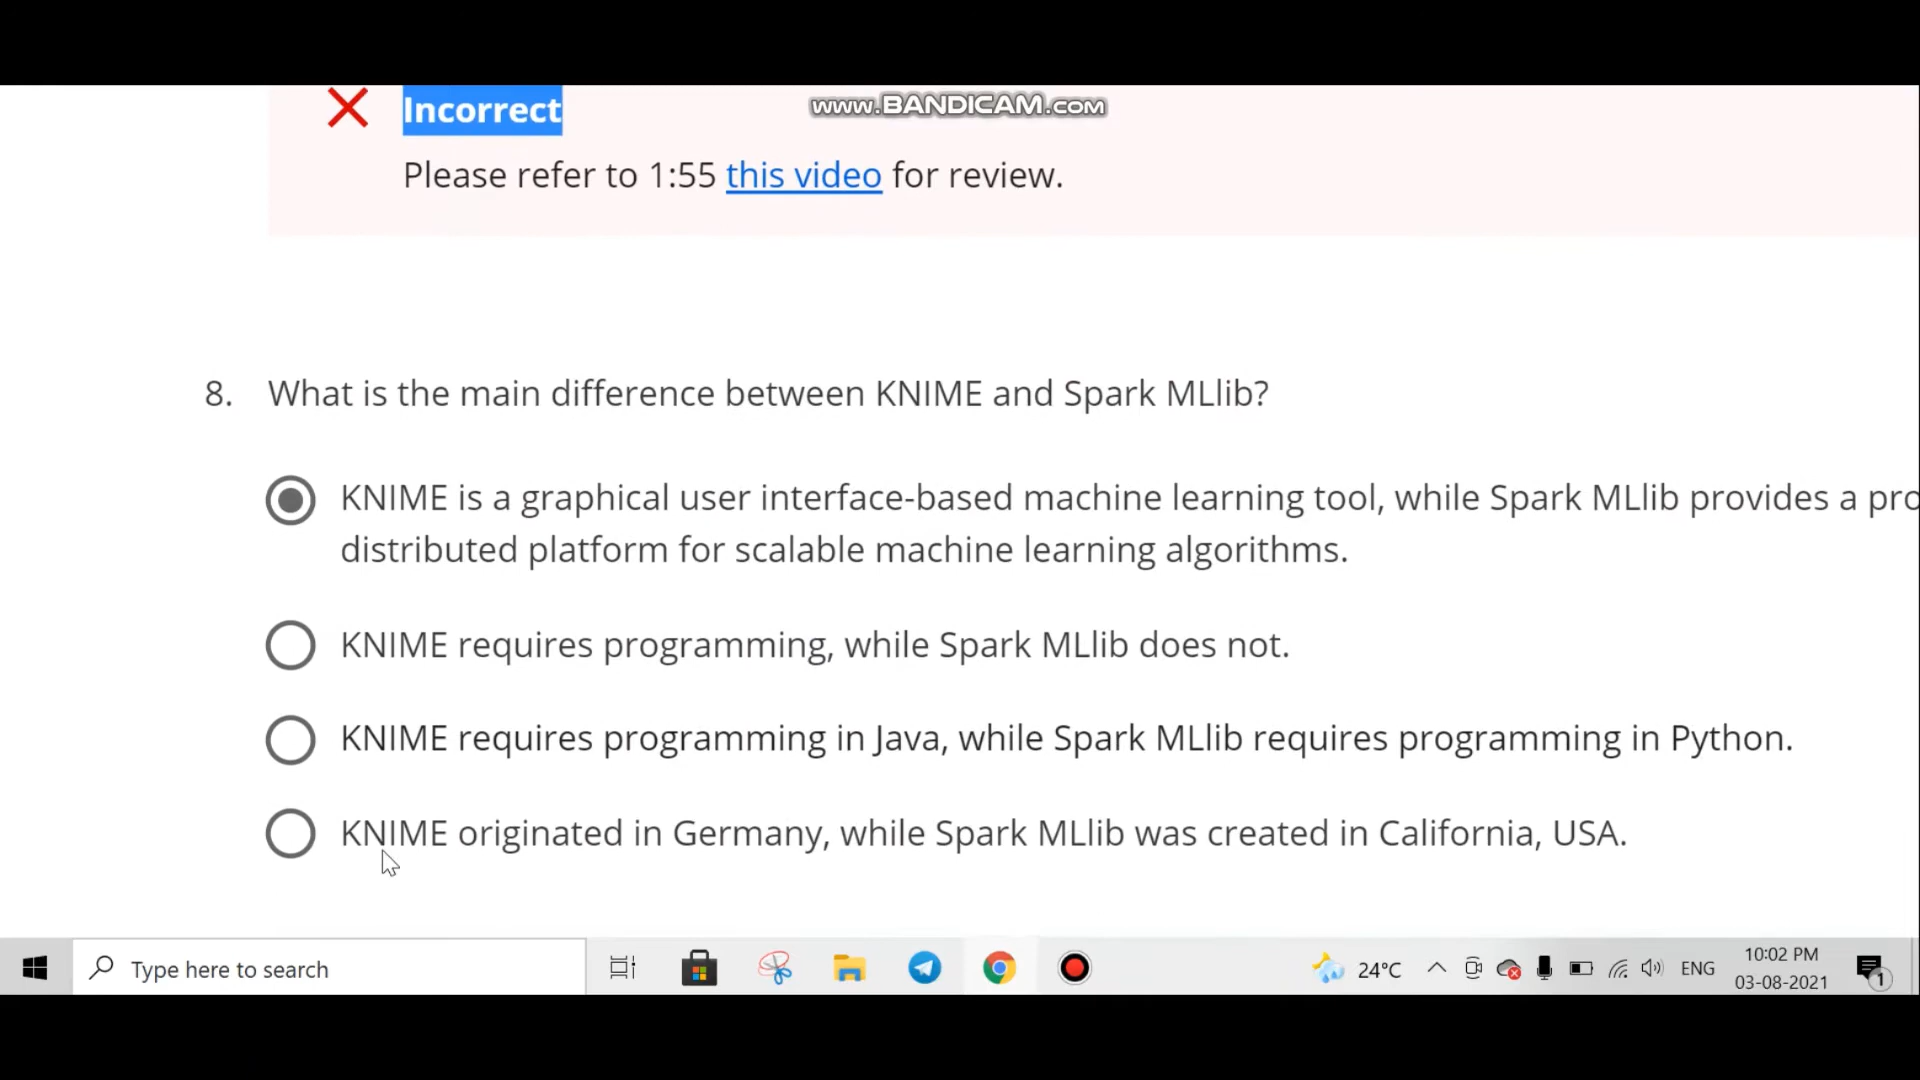 Incorrect
www.BANDICAM.com
Please refer to 1:55 this video for review.
8. What is the main difference between KNIME and Spark MLlib?
KNIME is a graphical user interface-based machine learning tool, while Spark MLlib provides a
distributed platform for scalable machine learning algorithms.
KNIME requires programming, while Spark MLlib does not.
KNIME requires programming in Java, while Spark MLlib requires programming in Python.
KNIME originated in Germany, while Spark MLlib was created in California, USA.
Type here to search
24°C
ENG
10:02 PM
03-08-2021
1